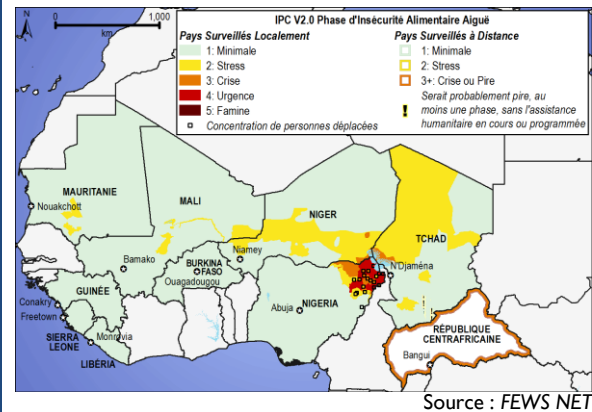 N
0
1,000
km
IPC V2.0 Phase d'Insécurité Alimentaire Aiguë
Pays Surveillés Localement
1: Minimale
2: Stress
3: Crise
4: Urgence
5: Famine
Concentration de personnes déplacées
Pays Surveillés à Distance
1: Minimale
2: Stress
3+: Crise ou Pire
! Serait probablement pire, au
moins une phase, sans l'assistance
humanitaire en cours ou programmée
MAURITANIE
Nouakchott
MALI
NIGER
TCHAD
Niamey
Bamako
BURKINA
FASO
Ouagadougou
N'Djaména
GUINÉE
Conakry
Freetown
SIERRA
LEONE
Monrovia
LIBÉRIA
Abuja
NIGERIA
RÉPUBLIQUE
CENTRAFRICAINE
Bangui
Source : FEWS NET